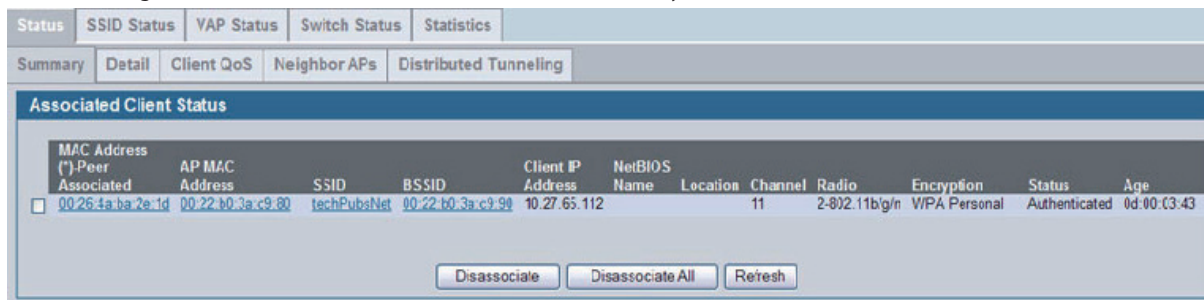 Status SSID Status VAP Status Switch Status Statistics
Summary Detail Client QoS Neighbor APs Distributed Tunneling
Associated Client Status
MAC Address
(*)-Peer AP MAC Client IP NetBIOS
Associated Address SSID BSSID Address Name Location Channel Radio Encryption Status Age
00:26:4a:ba:2e:1d 00:22:b0:3a:c9:80 techPubsNet 00:22:b0:3a:c9:90 10.27.65.112 11 2-802.11b/g/n WPA Personal Authenticated 0d:00:03:43
Disassociate Disassociate All Refresh